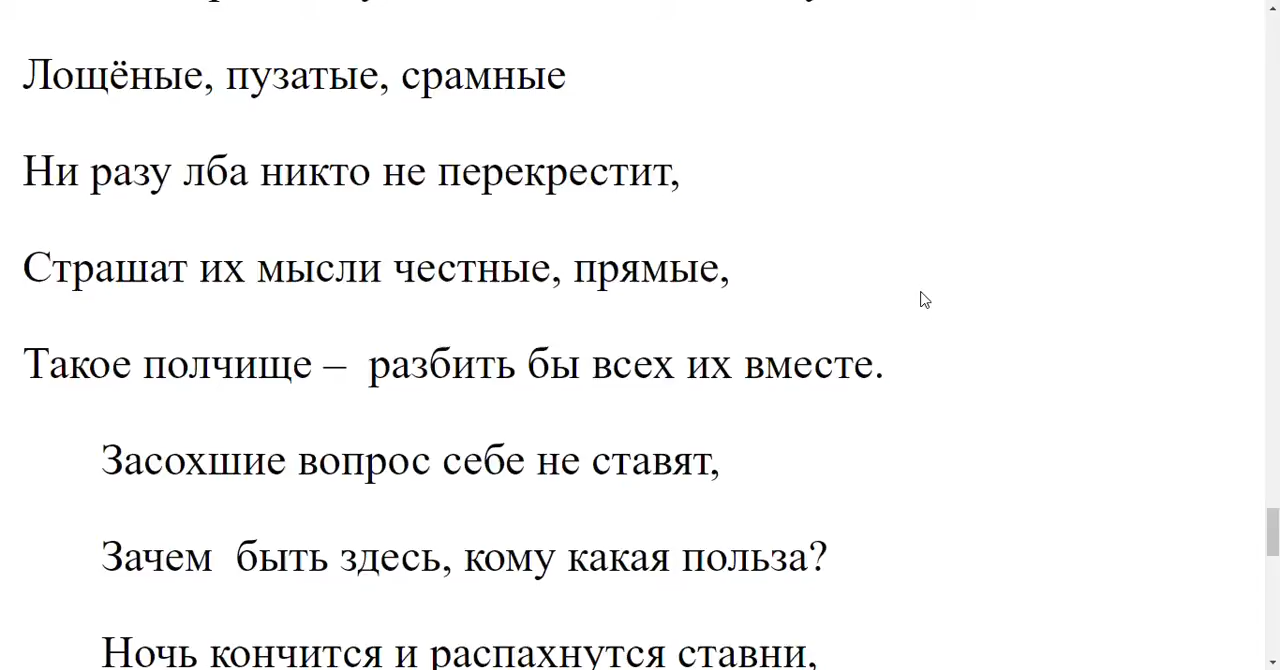 Лощёные, пузатые, срамные
Ни разу лба никто не перекрестит,
Страшат их мысли честные, прямые,
Такое полчище –  разбить бы всех их вместе.
Засохшие вопрос себе не ставят,
Зачем  быть здесь, кому какая польза?
Ночь кончится и распахнутся ставни,